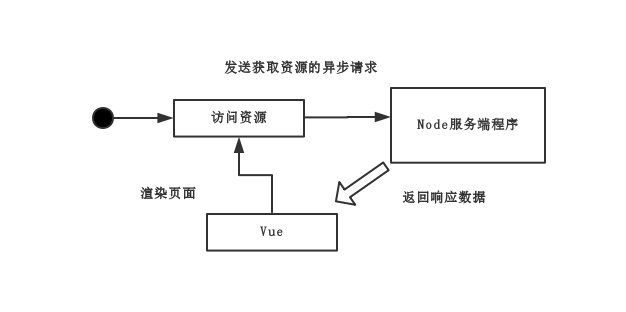 发送获取资源的异步请求
访问资源
Node服务端程序
渲染页面
返回响应数据
Vue